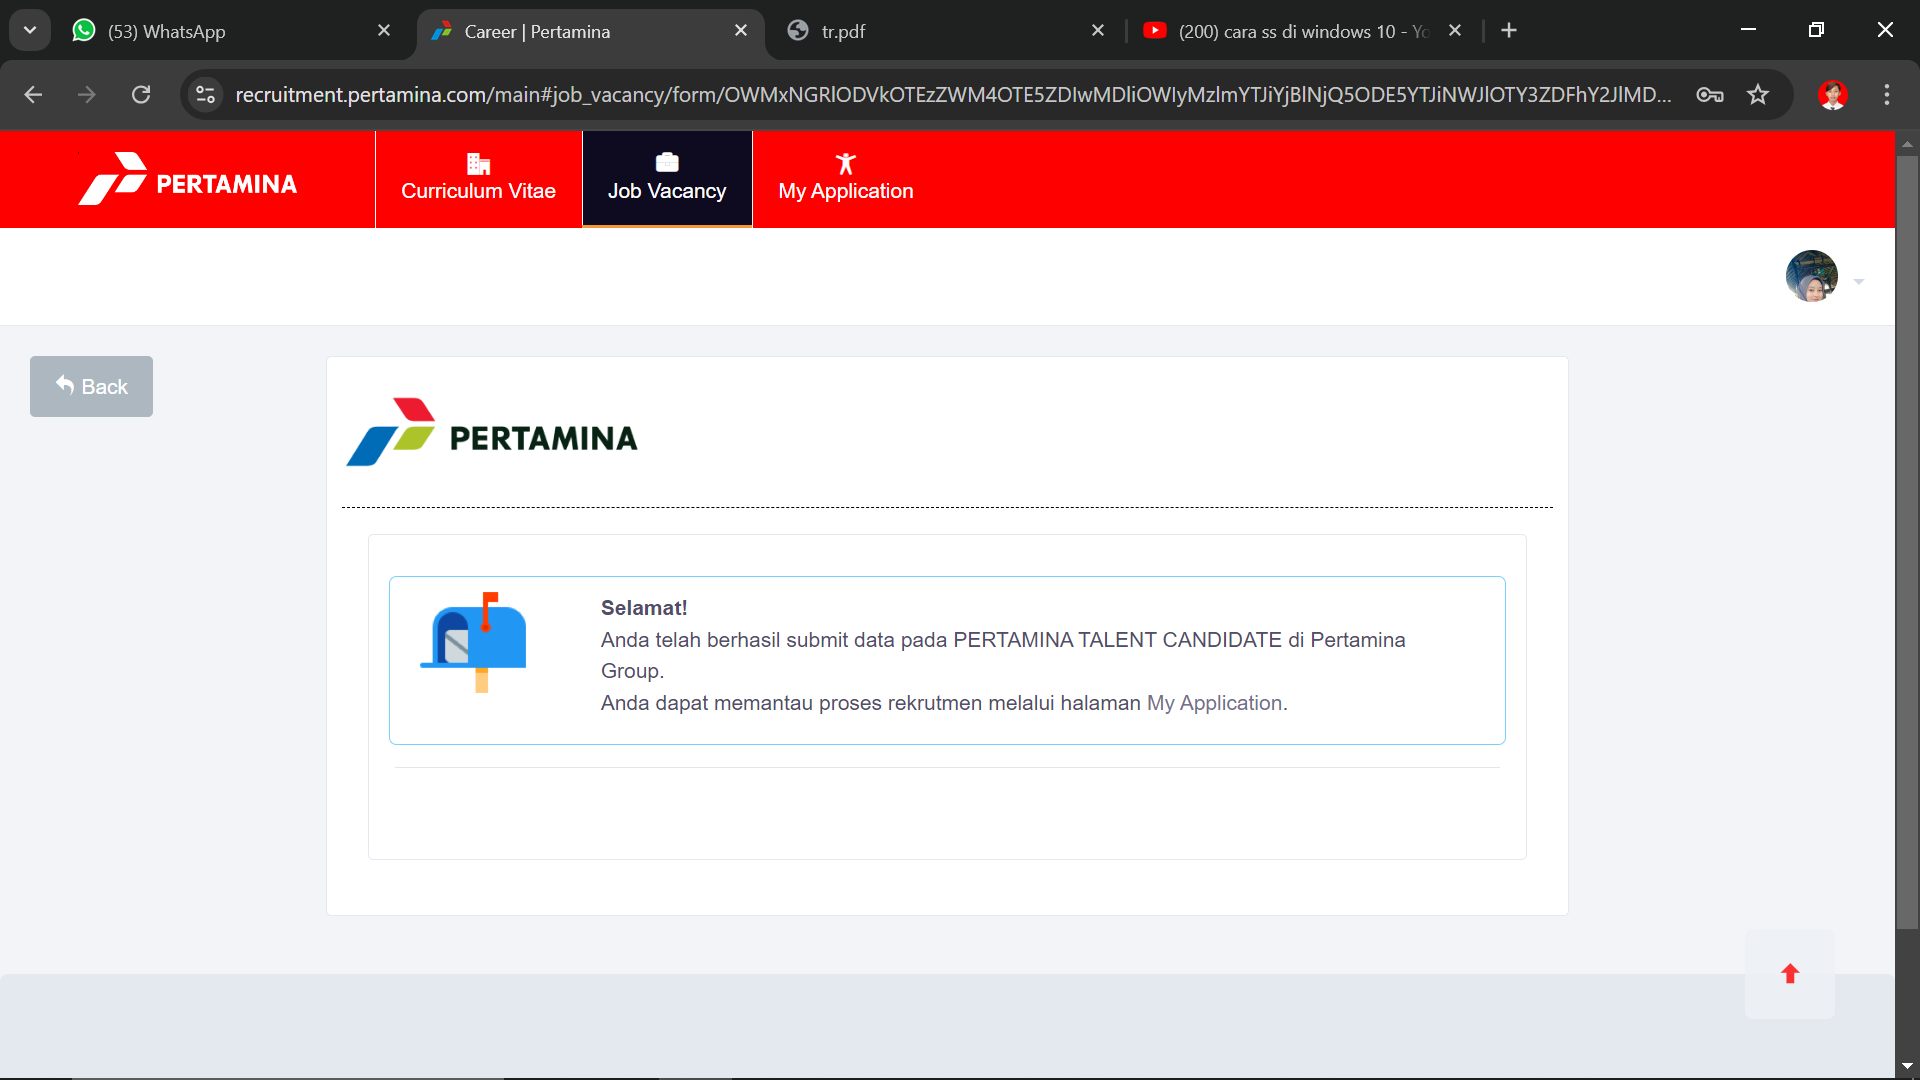 (53) WhatsApp
Career | Pertamina
tr.pdf
(200) cara ss di windows 10 - Yo
recruitment.pertamina.com/main#job_vacancy/form/OWMxNGRlODVkOTEzZWM4OTE5ZDIwMDliOWIyMzlmYTJiYjBlNjQ5ODE5YTJiNWJlOTY3ZDFhY2JlMD...
PERTAMINA
Curriculum Vitae
Job Vacancy
My Application
Back
PERTAMINA
Selamat!
Anda telah berhasil submit data pada PERTAMINA TALENT CANDIDATE di Pertamina
Group.
Anda dapat memantau proses rekrutmen melalui halaman My Application.